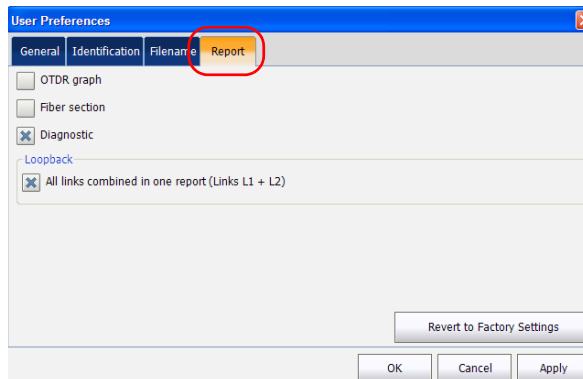 User Preferences
General Identification Filename Report
OTDR graph
Fiber section
Diagnostic
Loopback
All links combined in one report (Links L1 + L2)
Revert to Factory Settings
OK Cancel Apply